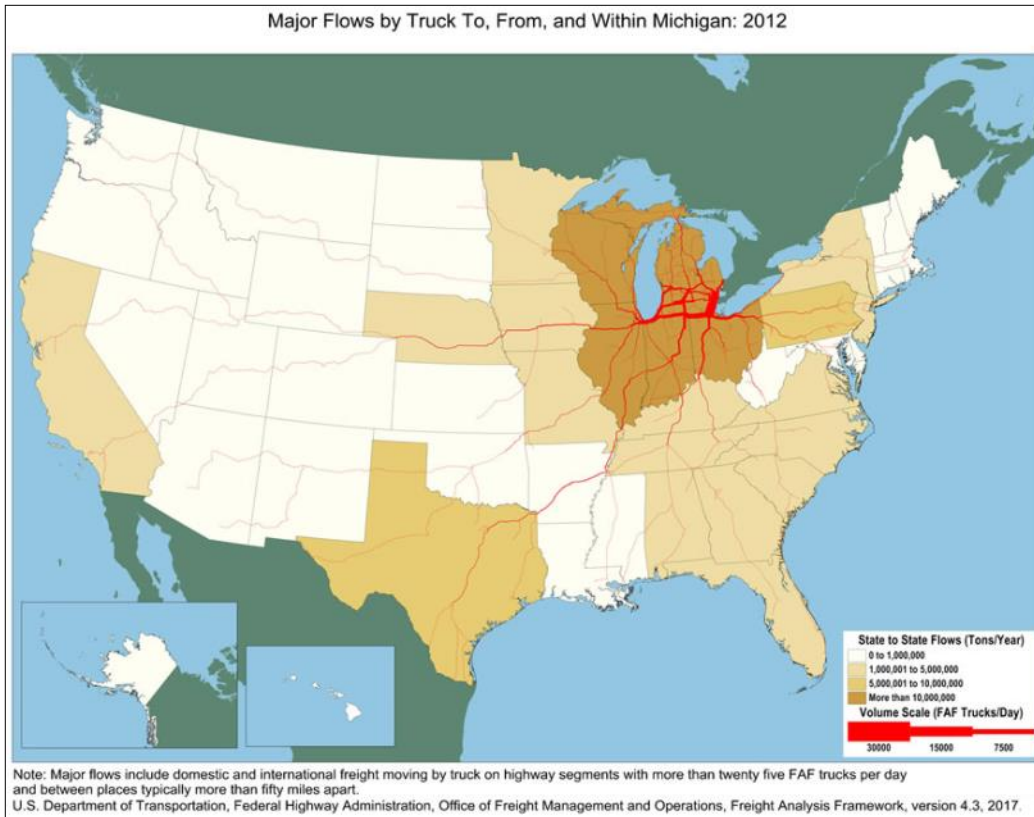 Major Flows by Truck To, From, and Within Michigan: 2012
State to State Flows (Tons/Year)
0 to 1,000,000
1,000,001 to 5,000,000
5,000,001 to 10,000,000
More than 10,000,000
Volume Scale (FAF Trucks/Day)
30000 15000 7500
Note: Major flows include domestic and international freight moving by truck on highway segments with more than twenty five FAF trucks per day
and between places typically more than fifty miles apart.
U.S. Department of Transportation, Federal Highway Administration, Office of Freight Management and Operations, Freight Analysis Framework, version 4.3, 2017.